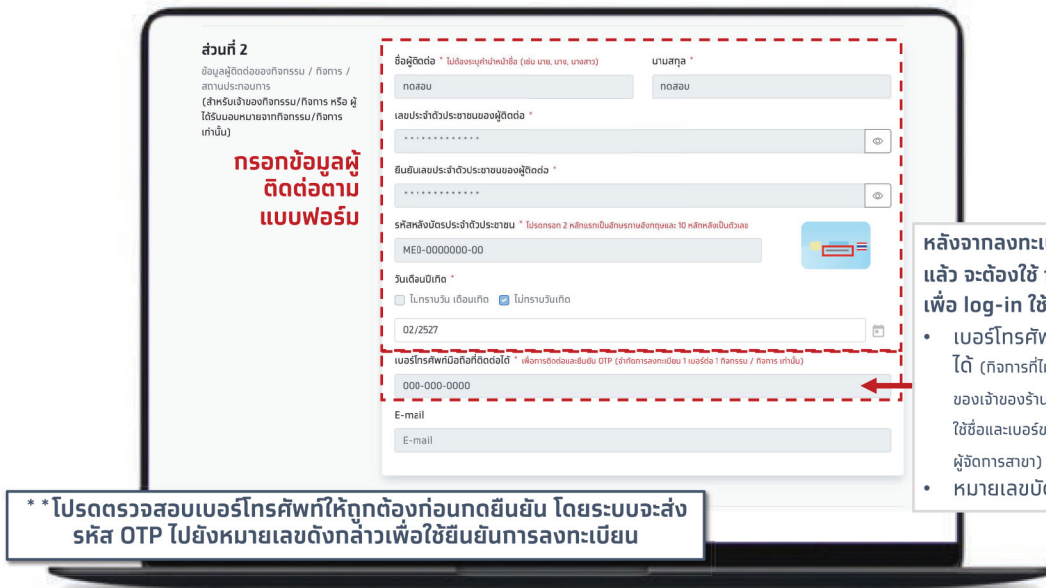 ส่วนที่ 2
ข้อมูลผู้ติดต่อของกิจกรรม / กิจการ /
สถานประกอบการ
(สำหรับเจ้าของกิจกรรม/กิจการ หรือ ผู้
ได้รับมอบหมายจากกิจกรรม/กิจการ
เท่านั้น)
กรอกข้อมูลผู้
ติดต่อตาม
แบบฟอร์ม
ชื่อผู้ติดต่อ * ไม่ต้องระบุคำนำหน้าชื่อ (เช่น นาย, นาง, นางสาว) นามสกุล *
ทดสอบ ทดสอบ
เลขประจำตัวประชาชนของผู้ติดต่อ *
ยืนยันเลขประจำตัวประชาชนของผู้ติดต่อ *
รหัสหลังบัตรประจำตัวประชาชน * โปรดกรอก 2 หลักแรกเป็นอักษรภาษาอังกฤษและ 10 หลักหลังเป็นตัวเลข
ME0-0000000-00
วันเดือนปีเกิด *
ไม่ทราบวัน เดือนเกิด ไม่ทราบวันเกิด
02/2527
เบอร์โทรศัพท์มือถือที่ติดต่อได้ * เพื่อการติดต่อและยืนยัน OTP (จำกัดการลงทะเบียน 1 เบอร์ต่อ 1 กิจกรรม / กิจการ เท่านั้น)
000-000-0000
E-mail
E-mail
หลังจากลงทะเ
แล้ว จะต้องใช้
เพื่อ log-in ใช้
• เบอร์โทรศัพ
ได้ (กิจการที่ไม
ของเจ้าของร้าน
ใช้ชื่อและเบอร์ข
ผู้จัดการสาขา)
• หมายเลขบั
**โปรดตรวจสอบเบอร์โทรศัพท์ให้ถูกต้องก่อนกดยืนยัน โดยระบบจะส่ง
รหัส OTP ไปยังหมายเลขดังกล่าวเพื่อใช้ยืนยันการลงทะเบียน